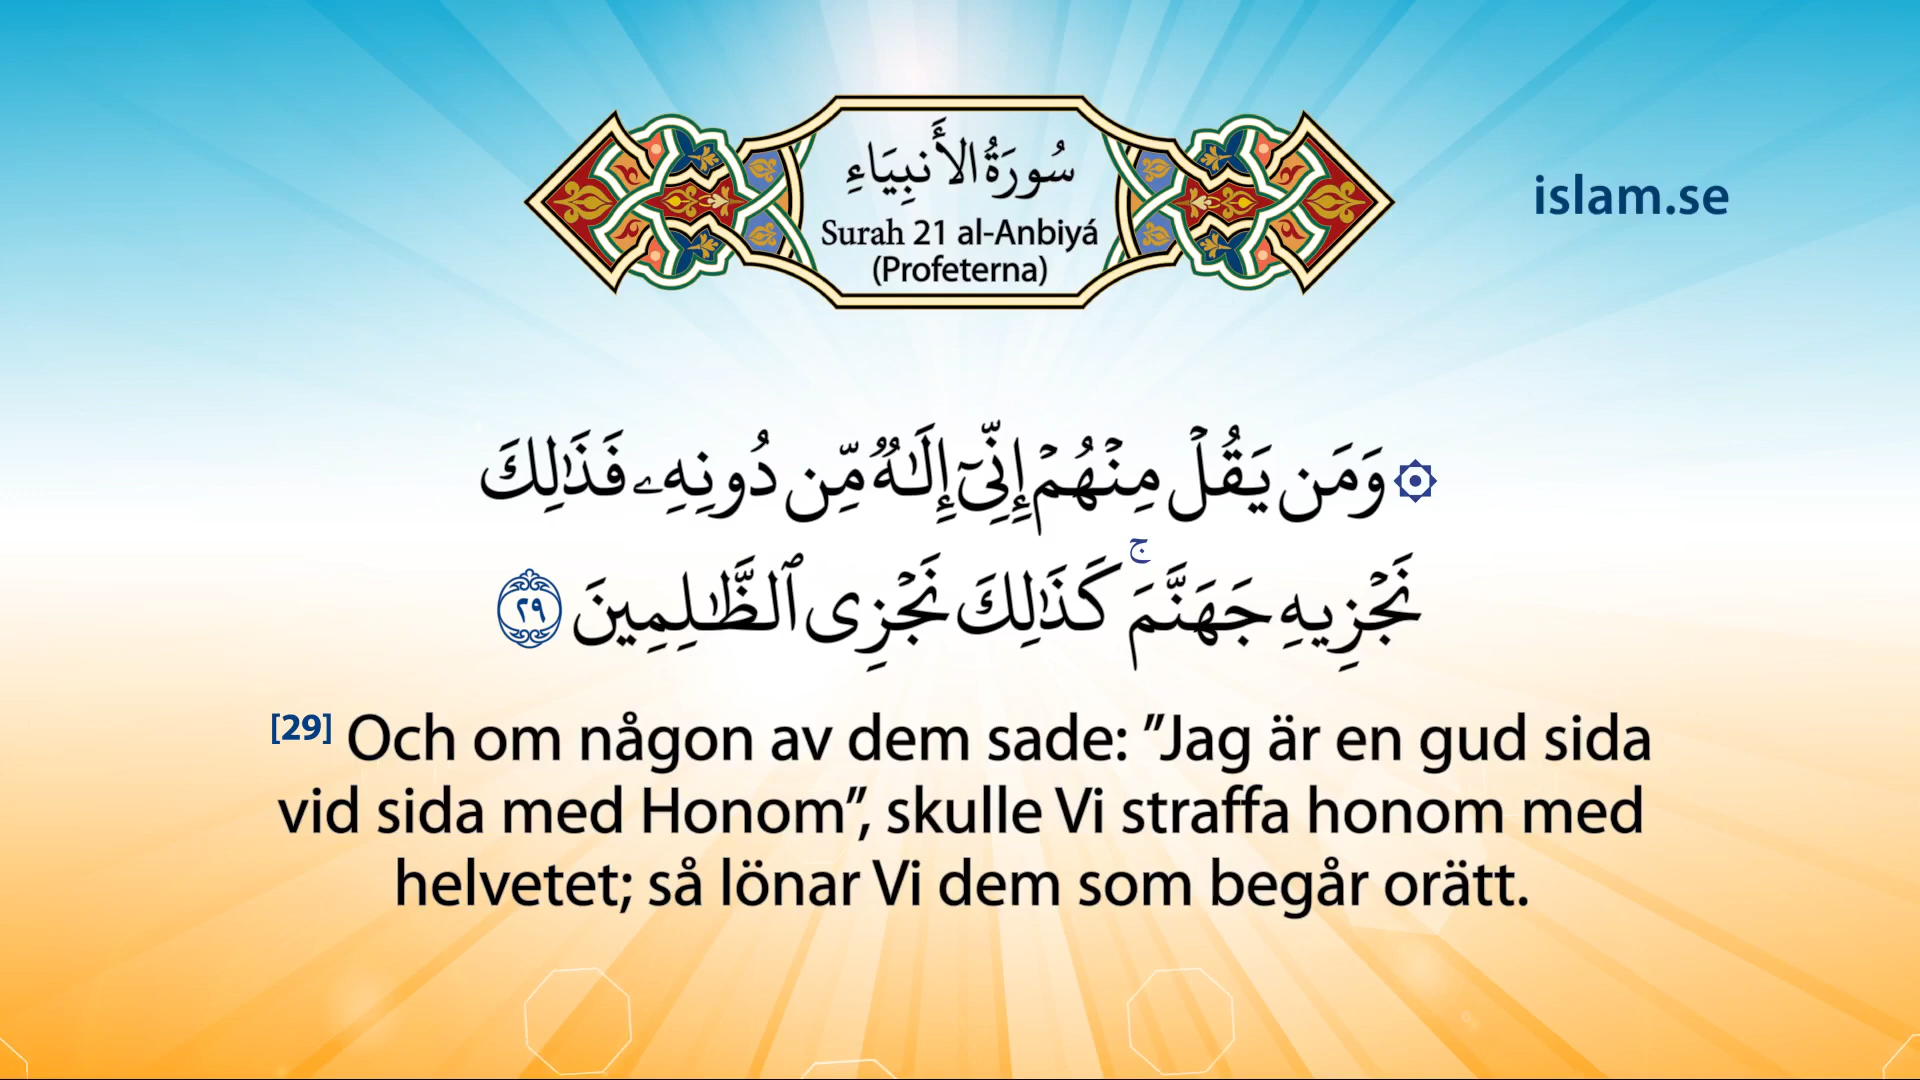 سُورَةُ الأَنبِيَاءِ
Surah 21 al-Anbiyá
(Profeterna)
islam.se
۞ وَمَن يَقُلْ مِنْهُمْ إِنِّىٓ إِلَـٰهٌ مِّن دُونِهِۦ فَذَٰلِكَ
نَجْزِيهِ جَهَنَّمَ ۚ كَذَٰلِكَ نَجْزِى ٱلظَّـٰلِمِينَ ٢٩
[29] Och om någon av dem sade: ”Jag är en gud sida
vid sida med Honom”, skulle Vi straffa honom med
helvetet; så lönar Vi dem som begår orätt.